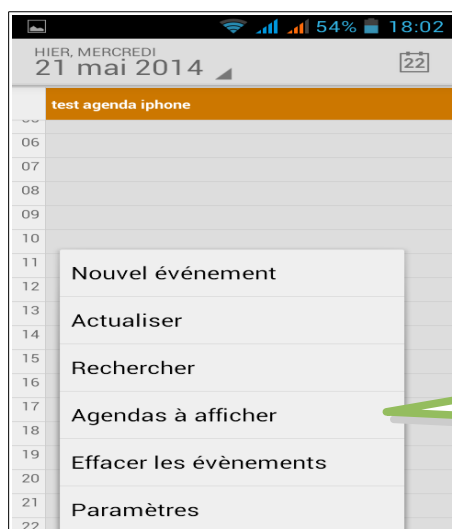 54% 18:02
HIER, MERCREDI
21 mai 2014
22
test agenda iphone
06
07
08
09
10
11
12
13
14
15
16
17
18
19
20
21
22
Nouvel événement
Actualiser
Rechercher
Agendas à afficher
Effacer les évènements
Paramètres